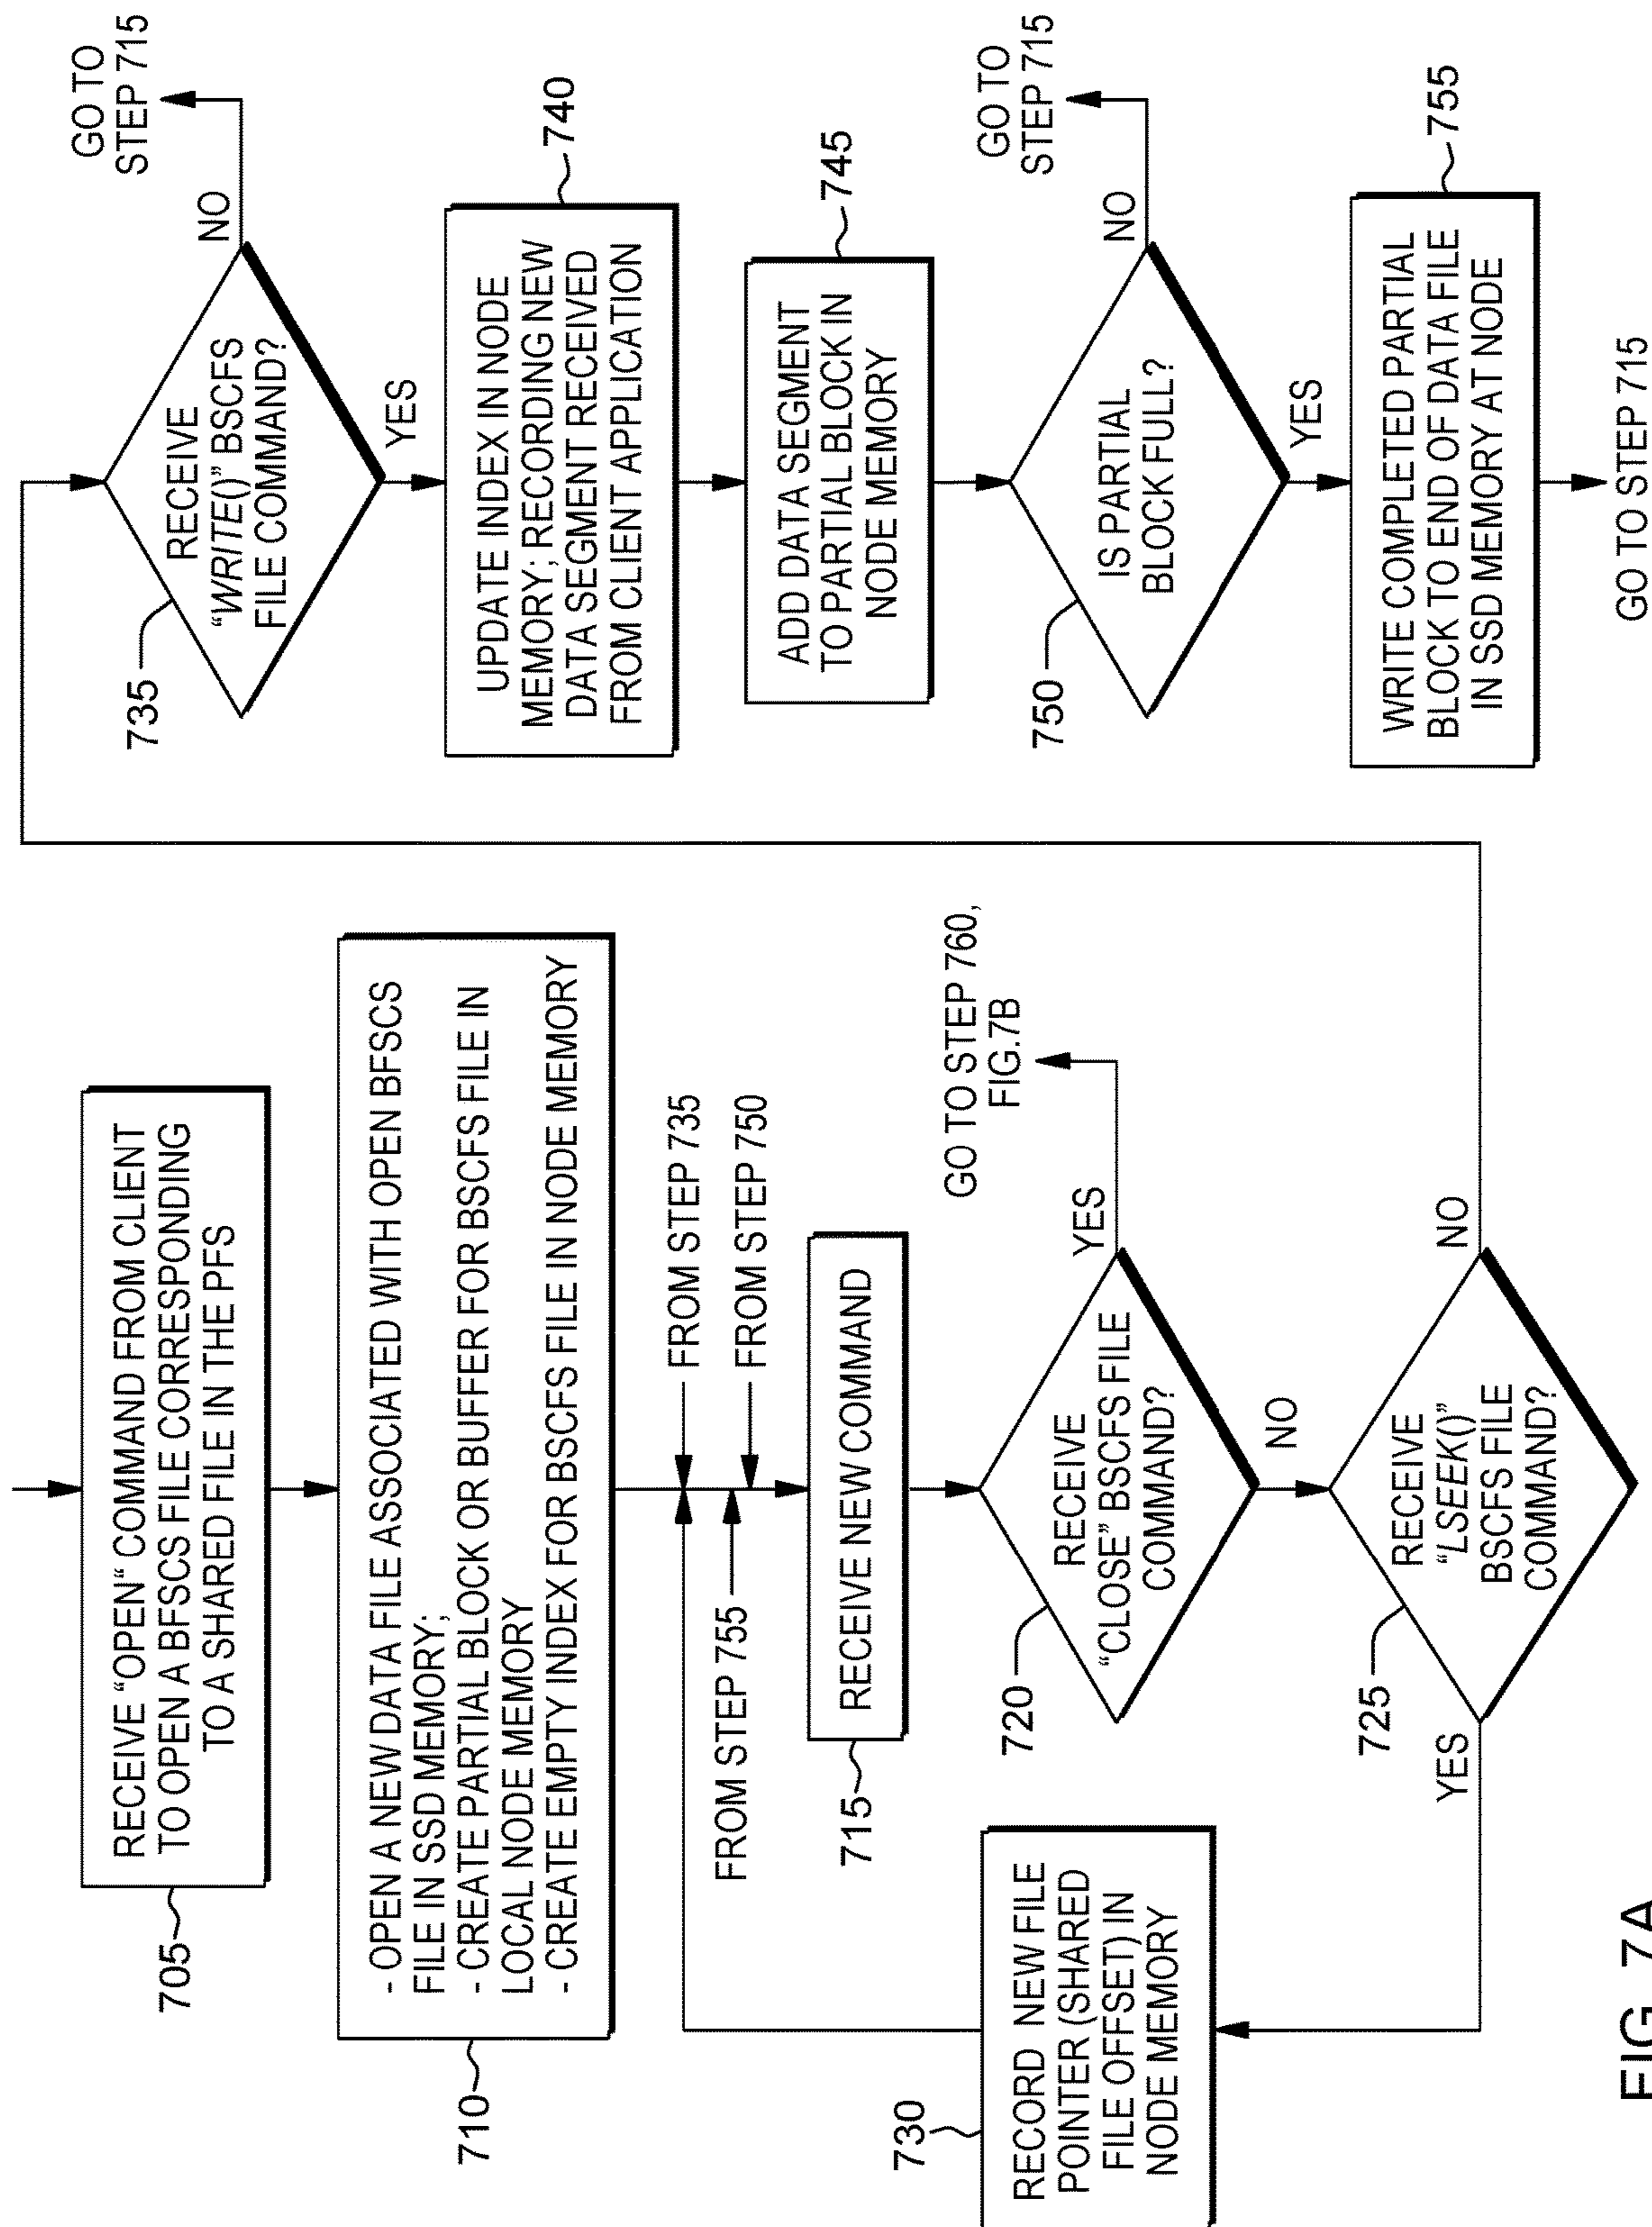 RECEIVE “OPEN“ COMMAND FROM CLIENT
TO OPEN A BFSCS FILE CORRESPONDING
TO A SHARED FILE IN THE PFS
705
- OPEN A NEW DATA FILE ASSOCIATED WITH OPEN BFSCS
FILE IN SSD MEMORY;
- CREATE PARTIAL BLOCK OR BUFFER FOR BSCFS FILE IN
LOCAL NODE MEMORY
- CREATE EMPTY INDEX FOR BSCFS FILE IN NODE MEMORY
710
FROM STEP 735
FROM STEP 755
FROM STEP 750
RECEIVE NEW COMMAND
715
RECEIVE
“CLOSE” BSCFS FILE
COMMAND?
720
YES
GO TO STEP 760,
FIG.7B
NO
RECEIVE
“LSEEK()”
BSCFS FILE
COMMAND?
725
YES
NO
730
RECORD NEW FILE
POINTER (SHARED
FILE OFFSET) IN
NODE MEMORY
RECEIVE
“WRITE()” BSCFS
FILE COMMAND?
735
NO
GO TO
STEP 715
YES
UPDATE INDEX IN NODE
MEMORY; RECORDING NEW
DATA SEGMENT RECEIVED
FROM CLIENT APPLICATION
740
ADD DATA SEGMENT
TO PARTIAL BLOCK IN
NODE MEMORY
745
IS PARTIAL
BLOCK FULL?
750
NO
GO TO
STEP 715
YES
WRITE COMPLETED PARTIAL
BLOCK TO END OF DATA FILE
IN SSD MEMORY AT NODE
755
GO TO STEP 715
FIG. 7A